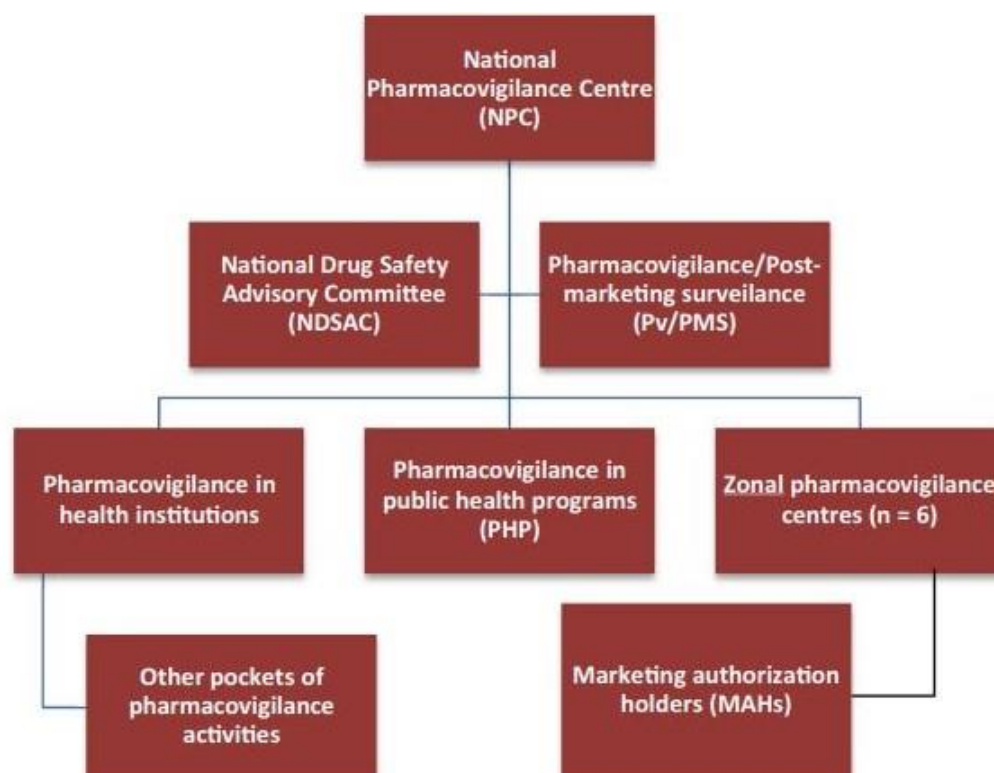 National
Pharmacovigilance Centre
(NPC)
National Drug Safety
Advisory Committee
(NDSAC)
Pharmacovigilance/Post-
marketing surveilance
(Pv/PMS)
Pharmacovigilance in
health institutions
Pharmacovigilance in
public health programs
(PHP)
Zonal pharmacovigilance
centres (n = 6)
Other pockets of
pharmacovigilance
activities
Marketing authorization
holders (MAHs)